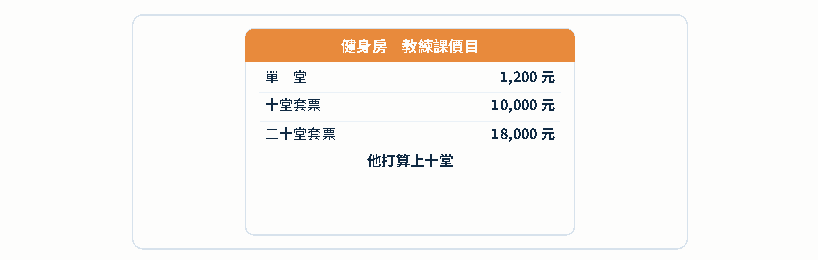 健身房　教練課價目
單　堂 1,200 元
十堂套票 10,000 元
二十堂套票 18,000 元
他打算上十堂